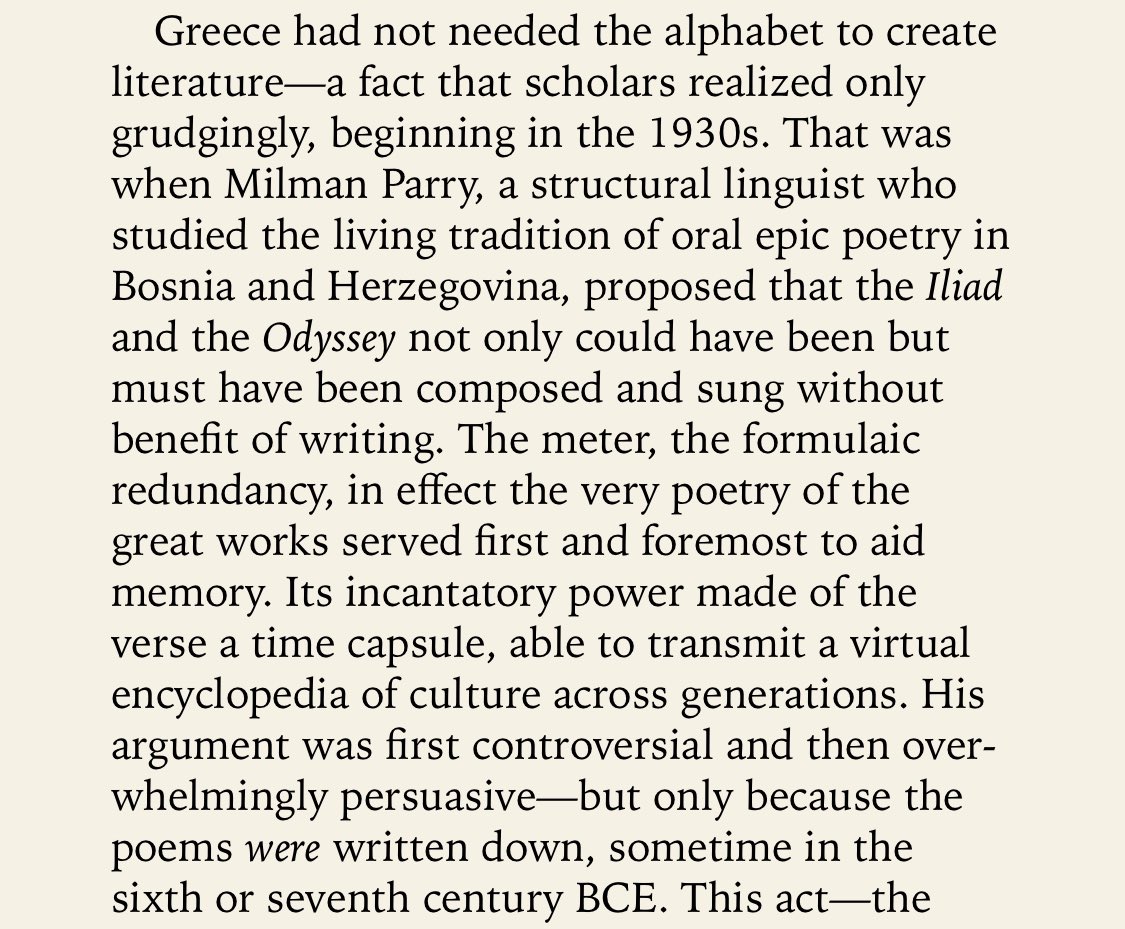 Greece had not needed the alphabet to create
literature—a fact that scholars realized only
grudgingly, beginning in the 1930s. That was
when Milman Parry, a structural linguist who
studied the living tradition of oral epic poetry in
Bosnia and Herzegovina, proposed that the Iliad
and the Odyssey not only could have been but
must have been composed and sung without
benefit of writing. The meter, the formulaic
redundancy, in effect the very poetry of the
great works served first and foremost to aid
memory. Its incantatory power made of the
verse a time capsule, able to transmit a virtual
encyclopedia of culture across generations. His
argument was first controversial and then over-
whelmingly persuasive—but only because the
poems were written down, sometime in the
sixth or seventh century BCE. This act—the